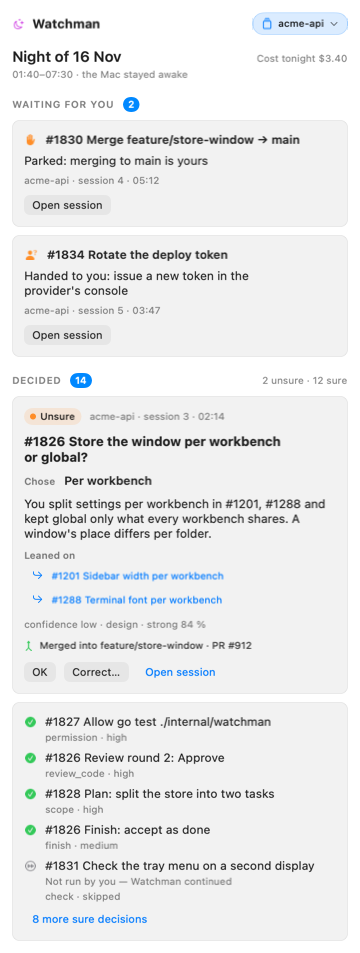 Watchman
acme-api
Night of 16 Nov
Cost tonight $3.40
01:40–07:30 · the Mac stayed awake
WAITING FOR YOU 2
#1830 Merge feature/store-window → main
Parked: merging to main is yours
acme-api · session 4 · 05:12
Open session
#1834 Rotate the deploy token
Handed to you: issue a new token in the
provider's console
acme-api · session 5 · 03:47
Open session
DECIDED 14
2 unsure · 12 sure
Unsure acme-api · session 3 · 02:14
#1826 Store the window per workbench
or global?
Chose Per workbench
You split settings per workbench in #1201, #1288 and
kept global only what every workbench shares. A
window's place differs per folder.
Leaned on
#1201 Sidebar width per workbench
#1288 Terminal font per workbench
confidence low · design · strong 84 %
Merged into feature/store-window · PR #912
OK Correct... Open session
#1827 Allow go test ./internal/watchman
permission · high
#1826 Review round 2: Approve
review_code · high
#1828 Plan: split the store into two tasks
scope · high
#1826 Finish: accept as done
finish · medium
#1831 Check the tray menu on a second display
Not run by you — Watchman continued
check · skipped
8 more sure decisions